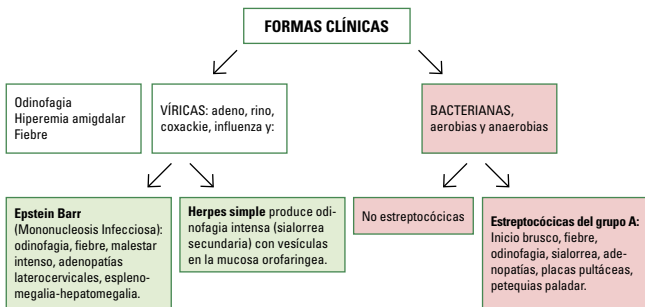 FORMAS CLÍNICAS
Odinofagia
Hiperemia amigdalar
Fiebre
VÍRICAS: adeno, rino,
coxackie, influenza y:
BACTERIANAS,
aerobias y anaerobias
Epstein Barr
(Mononucleosis Infecciosa):
odinofagia, fiebre, malestar
intenso, adenopatías
laterocervicales, espleno-
megalia-hepatomegalia.
Herpes simple produce odi-
nofagia intensa (sialorrea
secundaria) con vesículas
en la mucosa orofaringea.
No estreptocócicas
Estreptocócicas del grupo A:
Inicio brusco, fiebre,
odinofagia, sialorrea, ade-
nopatías, placas pultáceas,
petequias paladar.